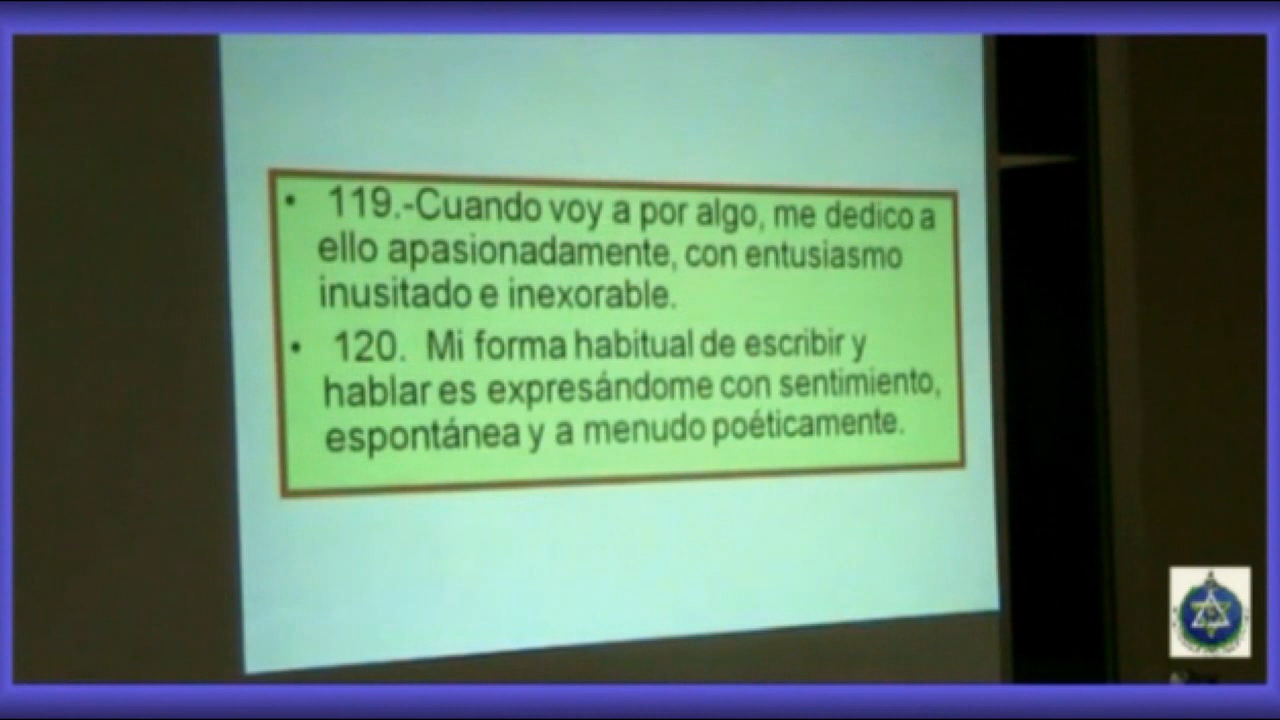 • 119.-Cuando voy a por algo, me dedico a
ello apasionadamente, con entusiasmo
inusitado e inexorable.
• 120. Mi forma habitual de escribir y
hablar es expresándome con sentimiento,
espontánea y a menudo poéticamente.